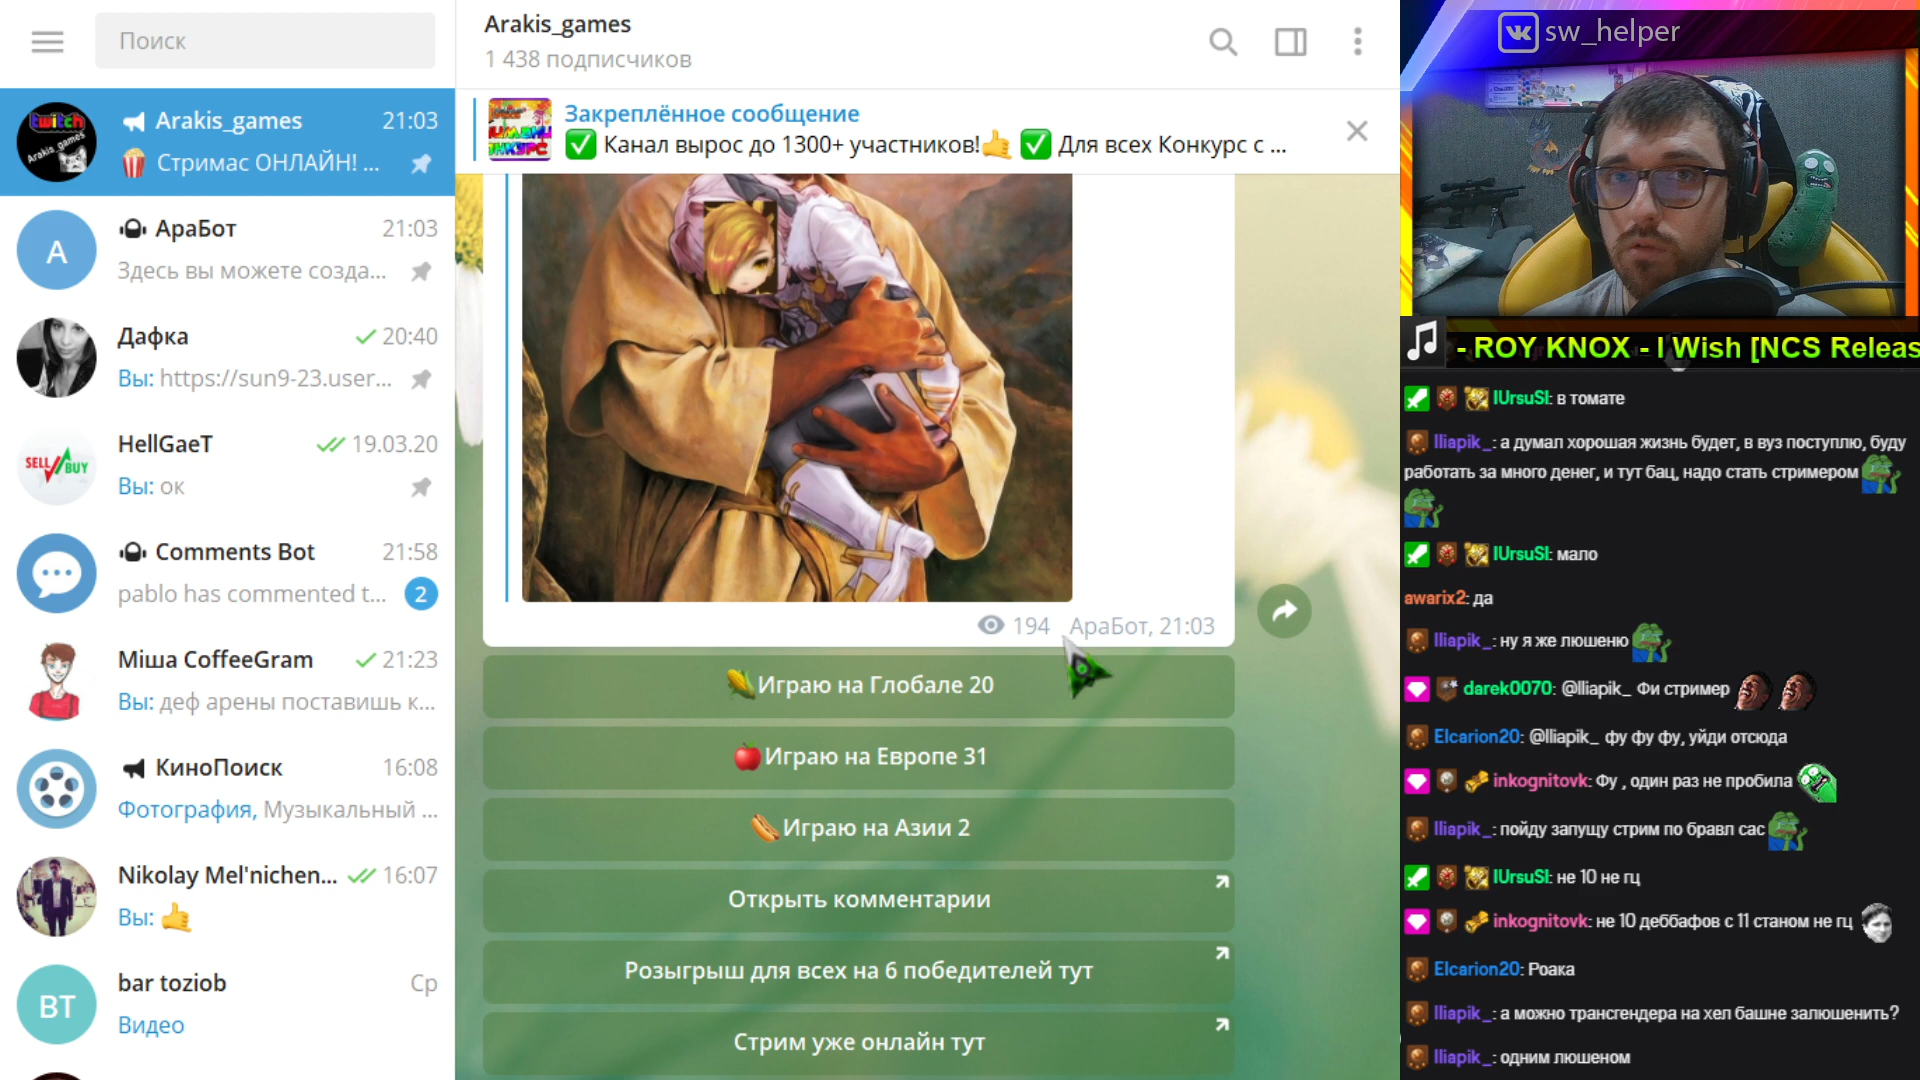 Поиск
Arakis_games
21:03
Стримас ОНЛАЙН! ...
АраБот
21:03
Здесь вы можете созда...
Дафка
20:40
Вы: https://sun9-23.user...
HellGaeT
19.03.20
Вы: ок
SELL BUY
Comments Bot
21:58
pablo has commented t...
2
Міша CoffeeGram
21:23
Вы: деф арены поставишь к...
КиноПоиск
16:08
Фотография, Музыкальный ...
Nikolay Mel'nichen...
16:07
Вы:
BT
bar toziob
Ср
Видео
A
twitch
Arakis_games
Arakis_games
1 438 подписчиков
Закреплённое сообщение
Канал вырос до 1300+ участников! Для всех Конкурс с ...
194 АраБот, 21:03
Играю на Глобале 20
Играю на Европе 31
Играю на Азии 2
Открыть комментарии
Розыгрыш для всех на 6 победителей тут
Стрим уже онлайн тут
sw_helper
- ROY KNOX - I Wish [NCS Releas
IUrsuSI: в томате
lliapik_: а думал хорошая жизнь будет, в вуз поступлю, буду
работать за много денег, и тут бац, надо стать стримером
IUrsuSI: мало
awarix2: да
lliapik_: ну я же люшеню
darek0070: @lliapik_ Фи стример
Elcarion20: @lliapik_ фу фу фу, уйди отсюда
inkognitovk: Фу , один раз не пробила
lliapik_: пойду запущу стрим по бравл сас
IUrsuSI: не 10 не гц
inkognitovk: не 10 деббафов с 11 станом не гц
Elcarion20: Роака
lliapik_: а можно трансгендера на хел башне залюшенить?
lliapik_: одним люшеном